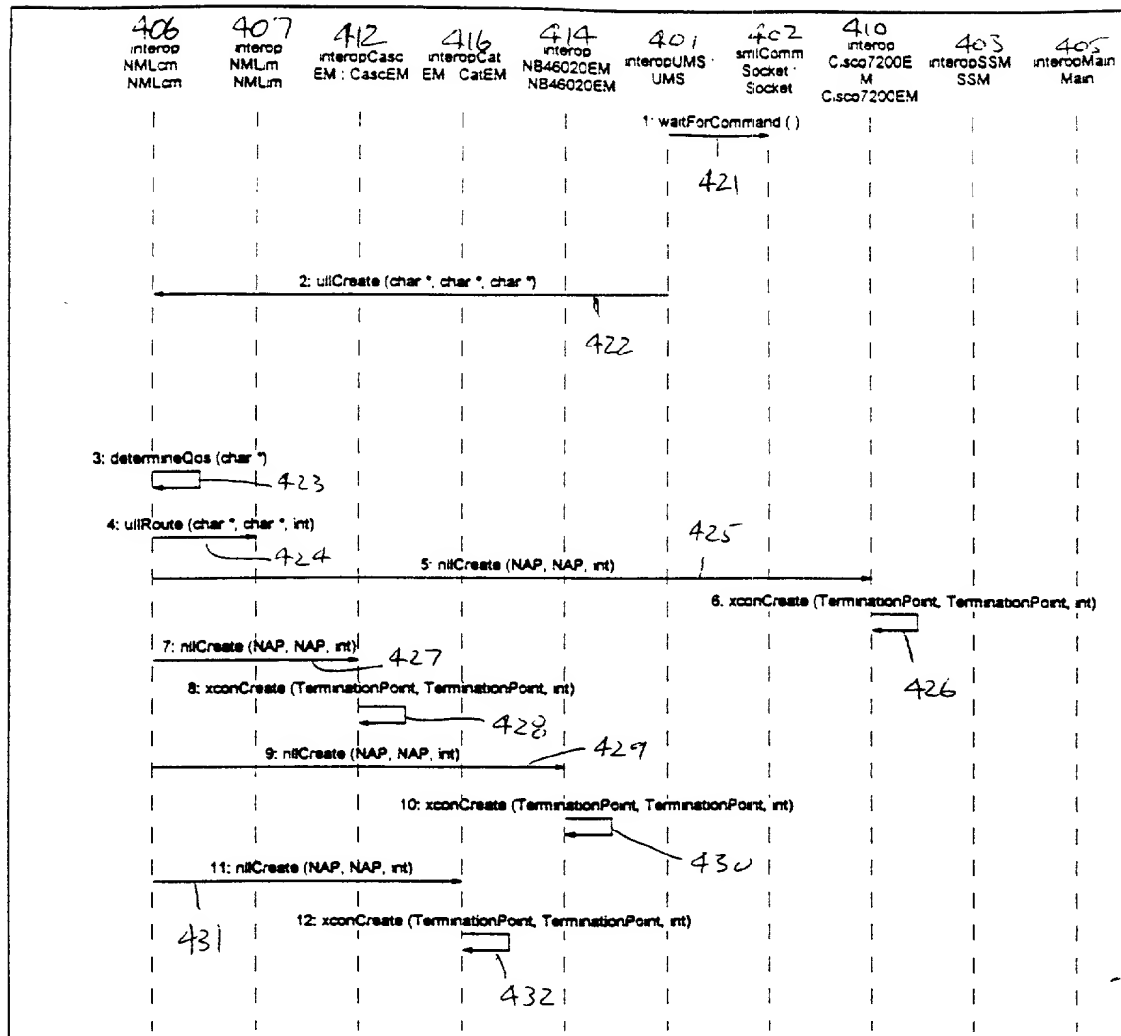 406 407 412 416 414 401 402 410 403 405
interop NMLcm NMLcm
interop NMLrm NMLrm
interopCasc EM : CascEM
interopCat EM CatEM
interop NB46020EM NB46020EM
interopUMS : UMS
smlComm Socket : Socket
interop Cisco7200E M Cisco7200EM
interopSSM SSM
interopMain Main
1: waitForCommand ( )
421
2: ullCreate (char *, char *, char *)
422
3: determineQos (char *)
423
4: ullRoute (char *, char *, int)
424
425
5: nllCreate (NAP, NAP, int)
6. xconCreate (TerminationPoint, TerminationPoint, int)
426
7: nllCreate (NAP, NAP, int)
427
8: xconCreate (TerminationPoint, TerminationPoint, int)
428
429
9: nllCreate (NAP, NAP, int)
10: xconCreate (TerminationPoint, TerminationPoint, int)
430
11: nllCreate (NAP, NAP, int)
431
12: xconCreate (TerminationPoint, TerminationPoint, int)
432